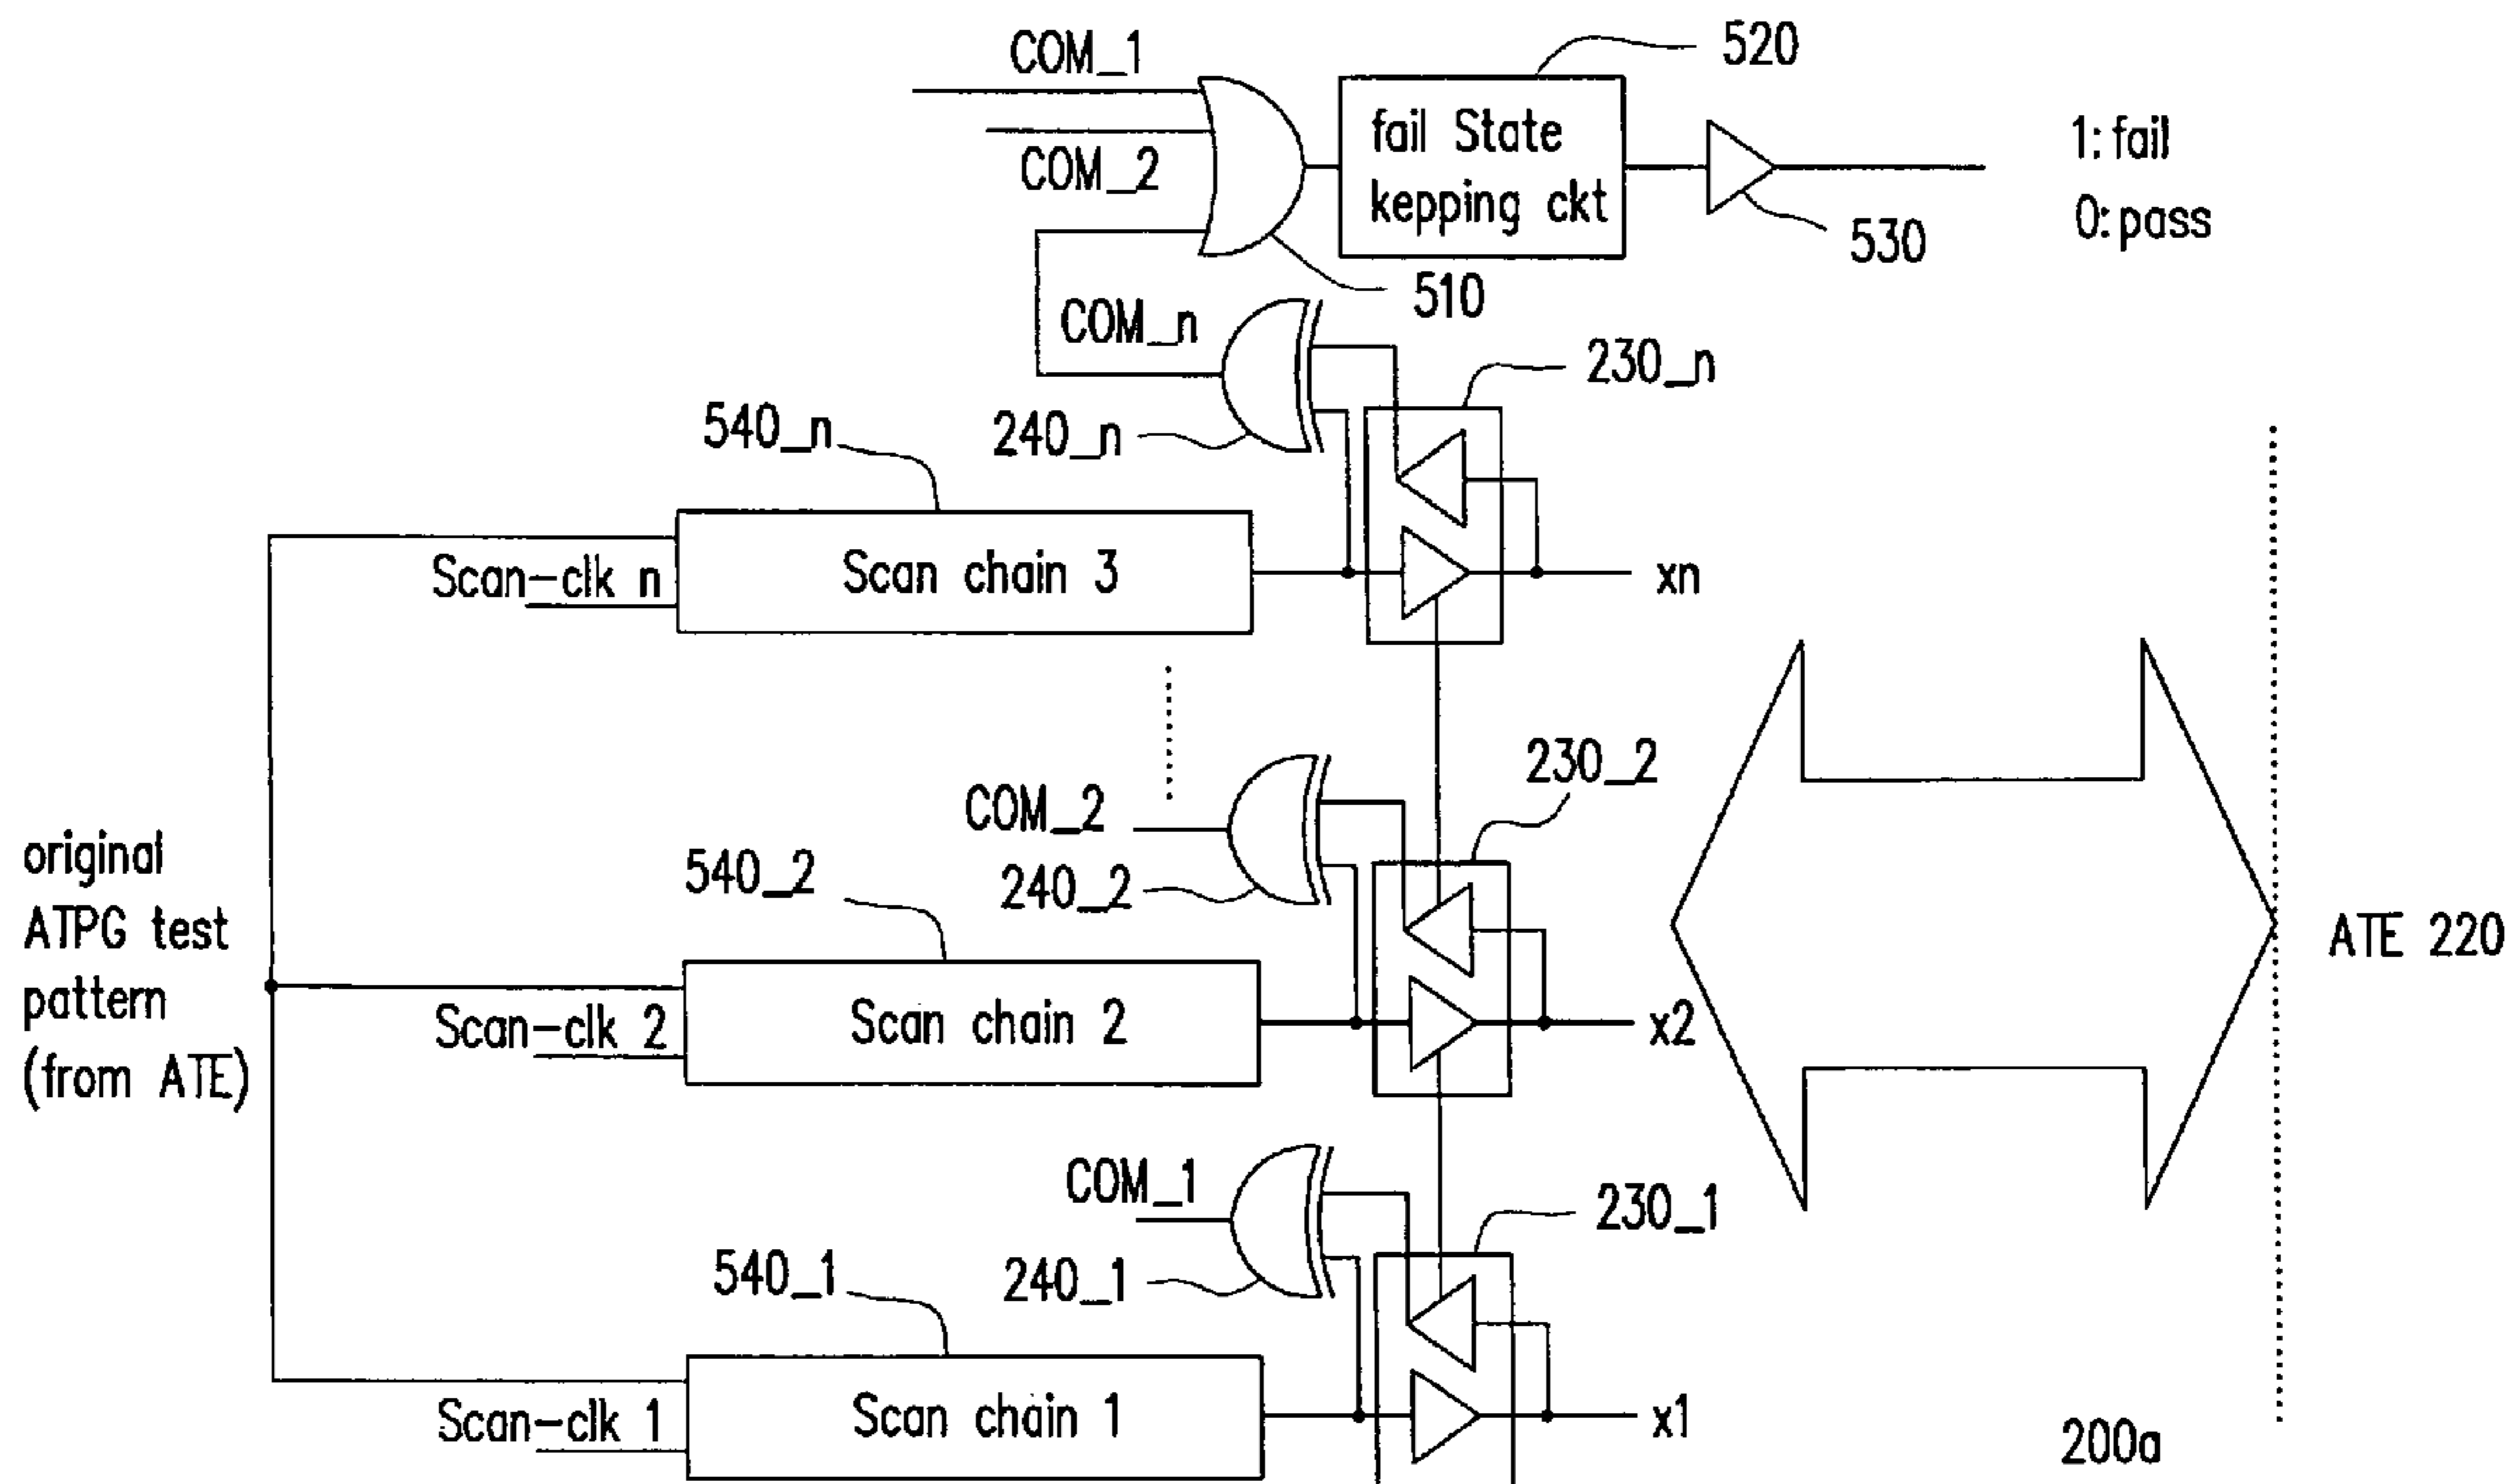 COM_1
520
fail State
kepping ckt
1: fail
0: pass
COM_2
530
510
COM_n
230_n
540_n
240_n
Scan chain 3
Scan-clk n
xn
230_2
COM_2
540_2
240_2
original
ATPG test
pattern
(from ATE)
ATE 220
Scan chain 2
Scan-clk 2
x2
COM_1
230_1
540_1
240_1
Scan chain 1
Scan-clk 1
x1
200a